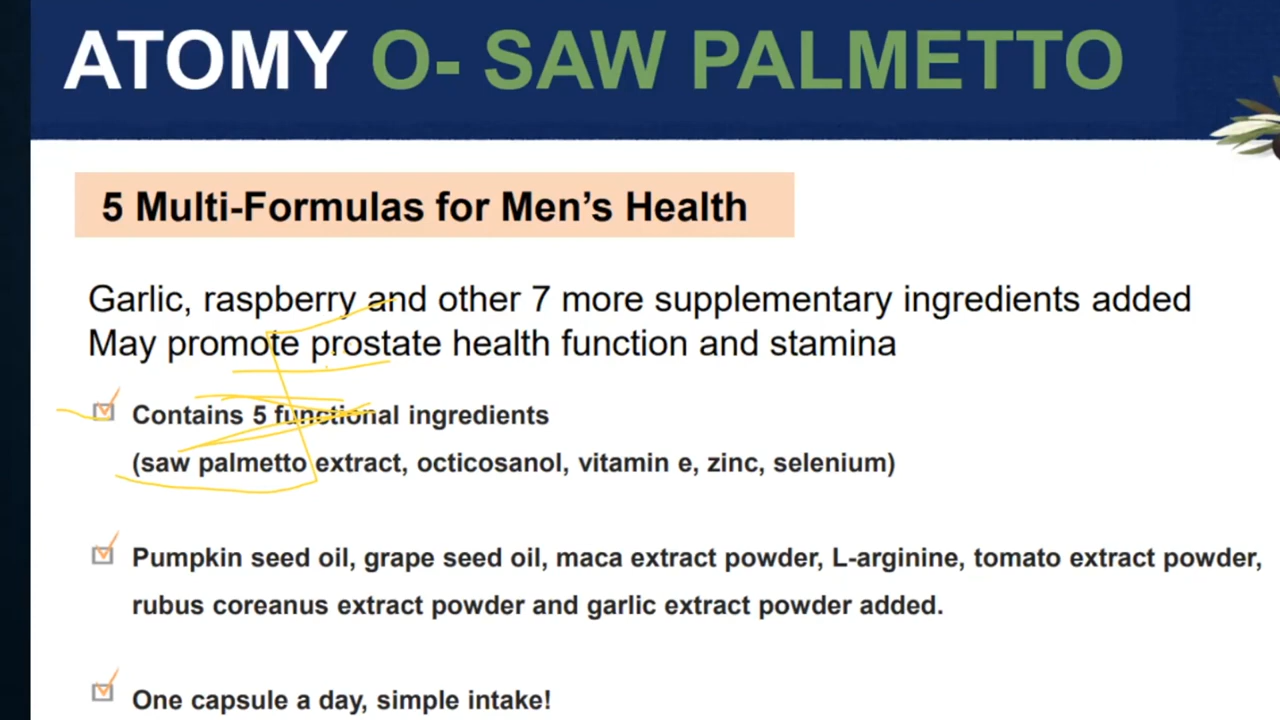 ATOMY O- SAW PALMETTO
5 Multi-Formulas for Men’s Health
Garlic, raspberry and other 7 more supplementary ingredients added
May promote prostate health function and stamina
Contains 5 functional ingredients
(saw palmetto extract, octicosanol, vitamin e, zinc, selenium)
Pumpkin seed oil, grape seed oil, maca extract powder, L-arginine, tomato extract powder,
rubus coreanus extract powder and garlic extract powder added.
One capsule a day, simple intake!